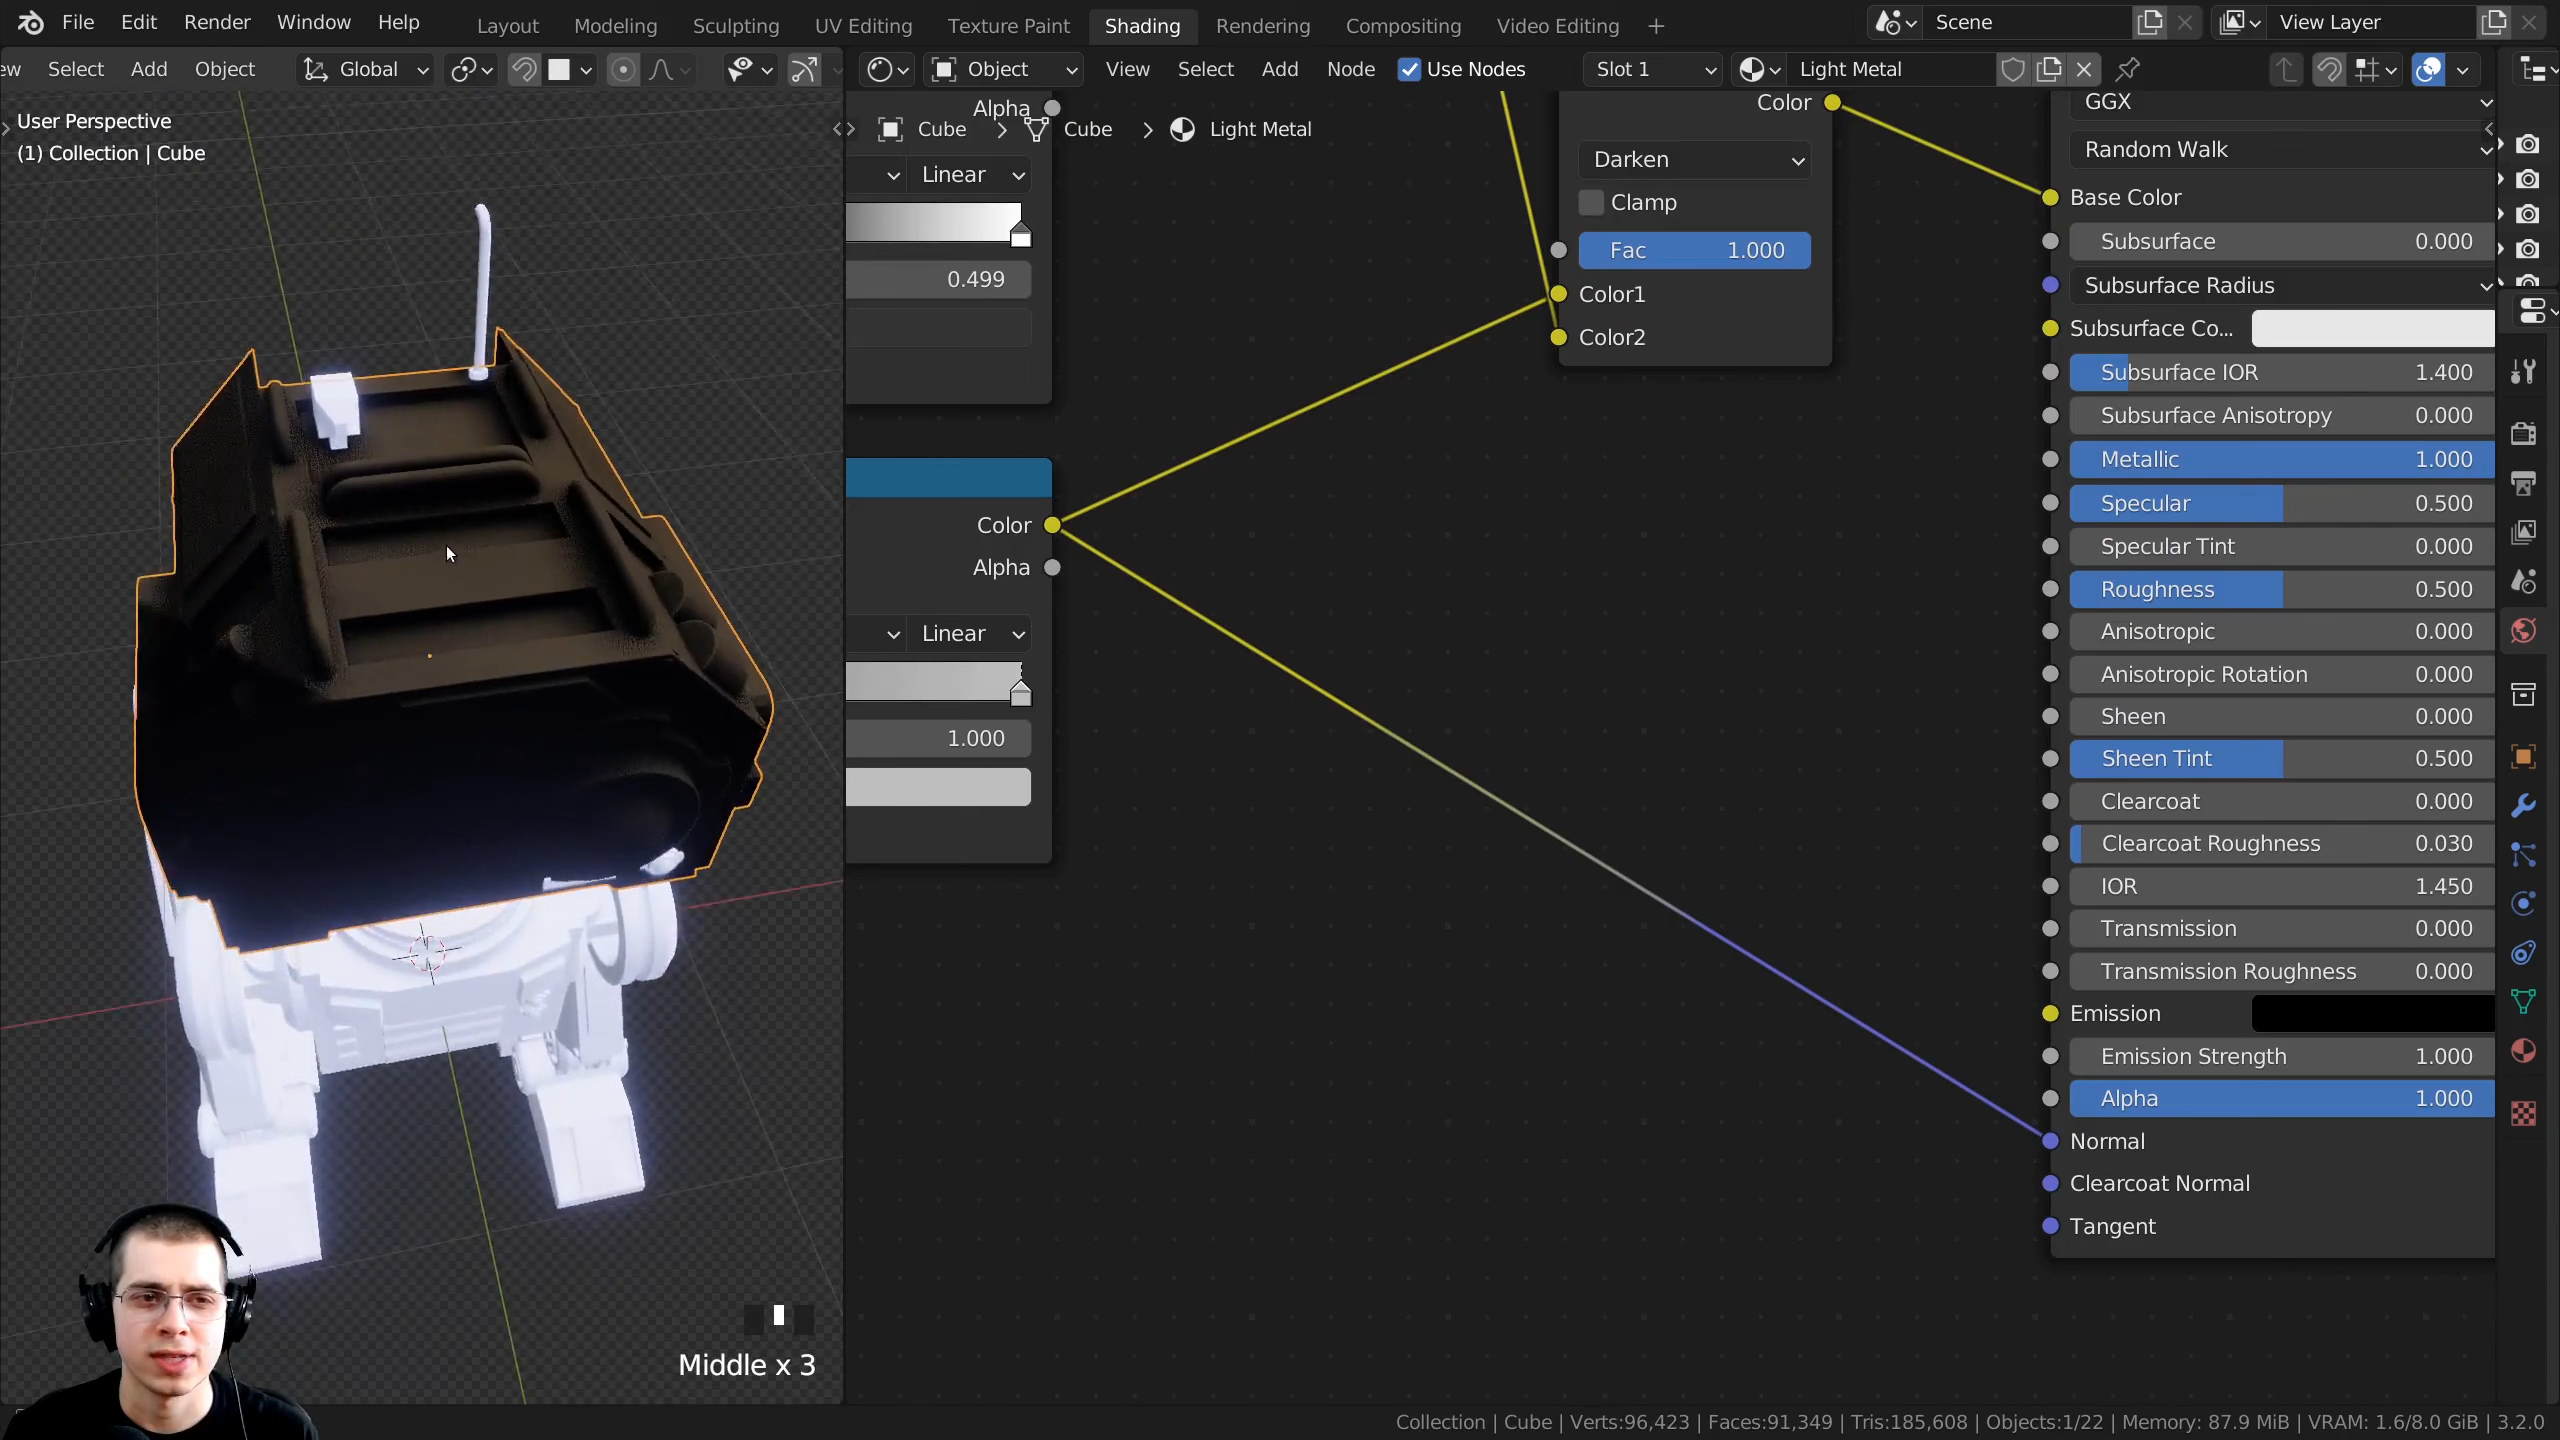 File Edit Render Window Help Layout Modeling Sculpting UV Editing Texture Paint Shading Rendering Compositing Video Editing + Scene View Layer
ew Select Add Object Global Object View Select Add Node Use Nodes Slot 1 Light Metal
User Perspective
(1) Collection | Cube
Alpha
Cube > Cube > Light Metal
Linear
0.499
Color
Alpha
Linear
1.000
Color
Darken
Clamp
Fac 1.000
Color1
Color2
GGX
Random Walk
Base Color
Subsurface 0.000
Subsurface Radius
Subsurface Co...
Subsurface IOR 1.400
Subsurface Anisotropy 0.000
Metallic 1.000
Specular 0.500
Specular Tint 0.000
Roughness 0.500
Anisotropic 0.000
Anisotropic Rotation 0.000
Sheen 0.000
Sheen Tint 0.500
Clearcoat 0.000
Clearcoat Roughness 0.030
IOR 1.450
Transmission 0.000
Transmission Roughness 0.000
Emission
Emission Strength 1.000
Alpha 1.000
Normal
Clearcoat Normal
Tangent
Middle x 3
Collection | Cube | Verts:96,423 | Faces:91,349 | Tris:185,608 | Objects:1/22 | Memory: 87.9 MiB | VRAM: 1.6/8.0 GiB | 3.2.0